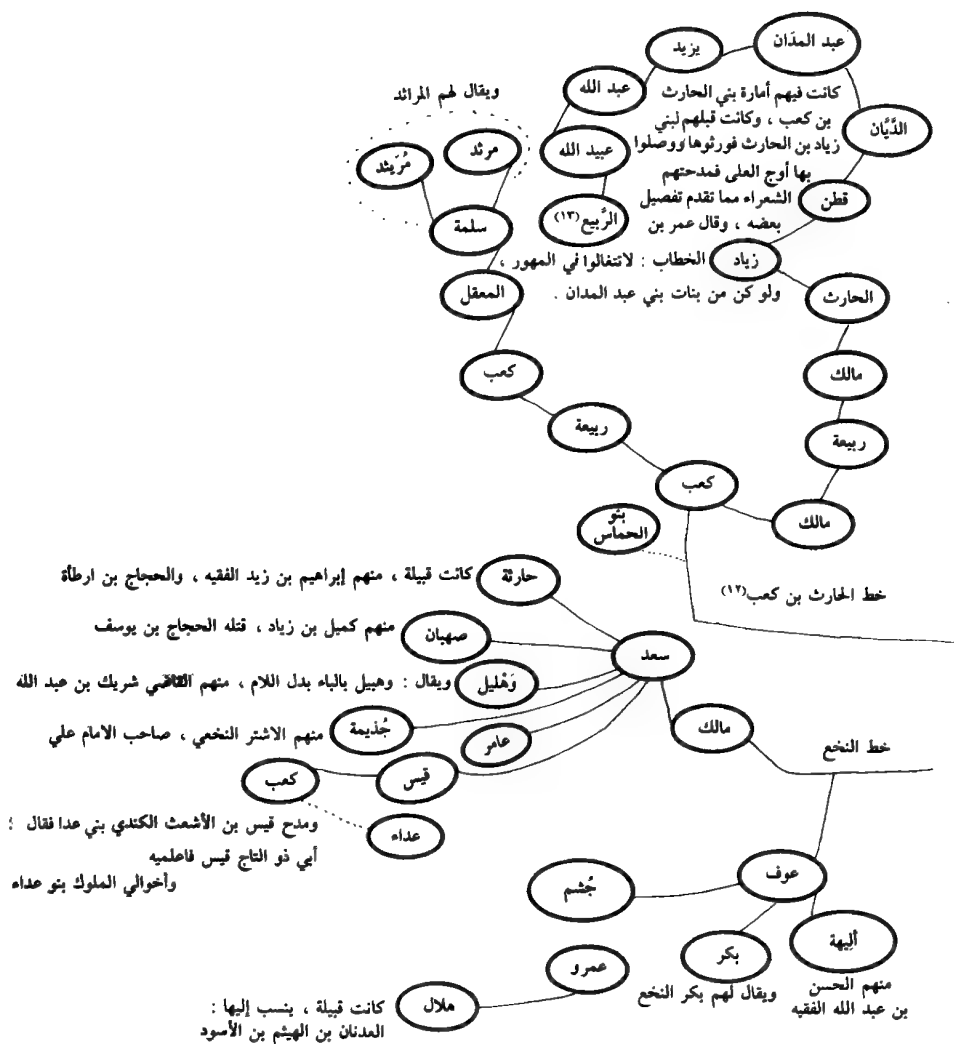 عبد المدَان
يزيد
عبد الله
كانت فيهم أمارة بني الحارث
بن كعب ، وكانت قبلهم لبني
زياد بن الحارث فورثوها ووصلوا
بها أوج العلى فمدحتهم
الشعراء مما تقدم تفصيل
بعضه ، وقال عمر بن
الخطاب : لاتتغالوا في المهور ،
ولو كن من بنات بني عبد المدان .
الدَّيَّان
قطن
زياد
الحارث
مالك
ربيعة
مالك
كعب
عبيد الله
الرَّبيع (١٣)
ويقال لهم المراثد
مرثد
مُرَيثد
سلمة
المعقل
كعب
ربيعة
بنو
الحماس
خط الحارث بن كعب (١٢)
حارثة
كانت قبيلة ، منهم إبراهيم بن زيد الفقيه ، والحجاج بن ارطأة
صهبان
منهم كميل بن زياد ، قتله الحجاج بن يوسف
سعد
وَهْليل
ويقال : وهبيل بالباء بدل اللام ، منهم القاضي شريك بن عبد الله
جُذيمة
منهم الاشتر النخعي ، صاحب الامام علي
عامر
مالك
خط النخع
قيس
كعب
عداء
ومدح قيس بن الأشعث الكندي بني عدا فقال :
أبي ذو التاج قيس فاعلميه
وأخوالي الملوك بنو عداء
عوف
جُشم
أليهة
منهم الحسن
بن عبد الله الفقيه
بكر
ويقال لهم بكر النخع
عمرو
هلال
كانت قبيلة ، ينسب إليها :
العدنان بن الهيثم بن الأسود